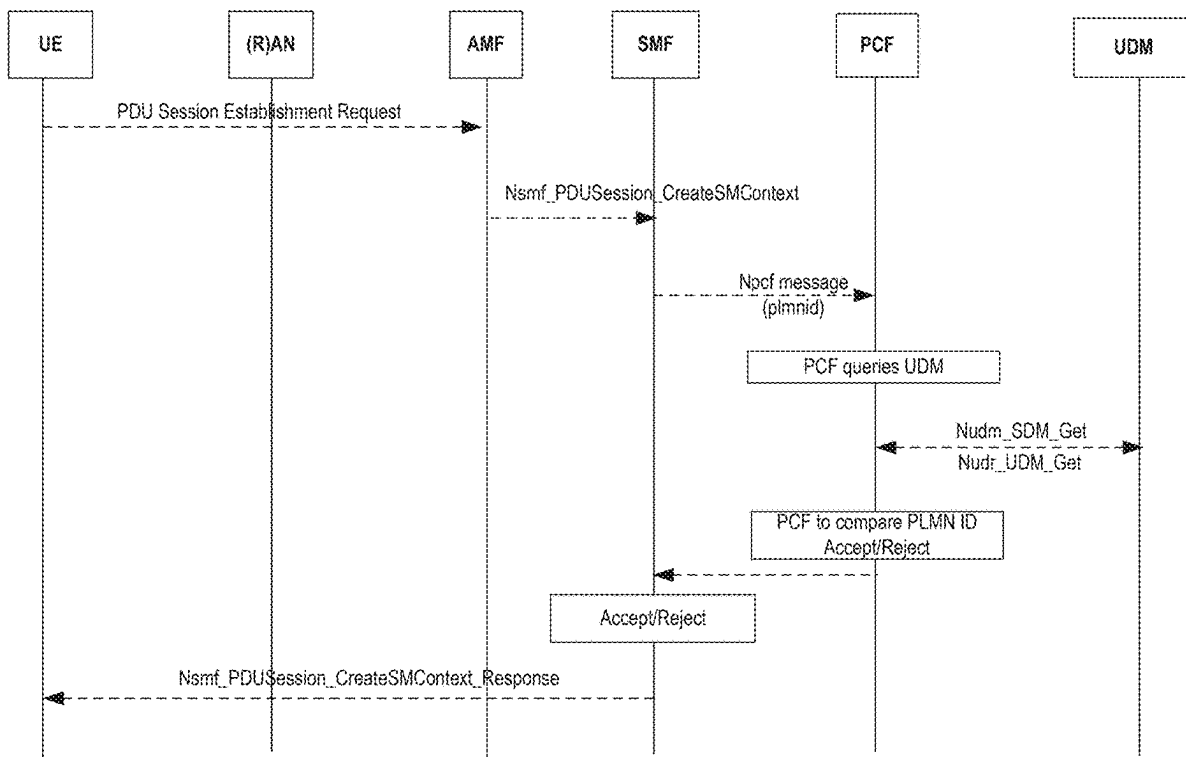 UE
(R)AN
AMF
SMF
PCF
UDM
PDU Session Establishment Request
Nsmf_PDUSession_CreateSMContext
Npcf message
(plmnid)
PCF queries UDM
Nudm_SDM_Get
Nudr_UDM_Get
PCF to compare PLMN ID
Accept/Reject
Accept/Reject
Nsmf_PDUSession_CreateSMContext_Response